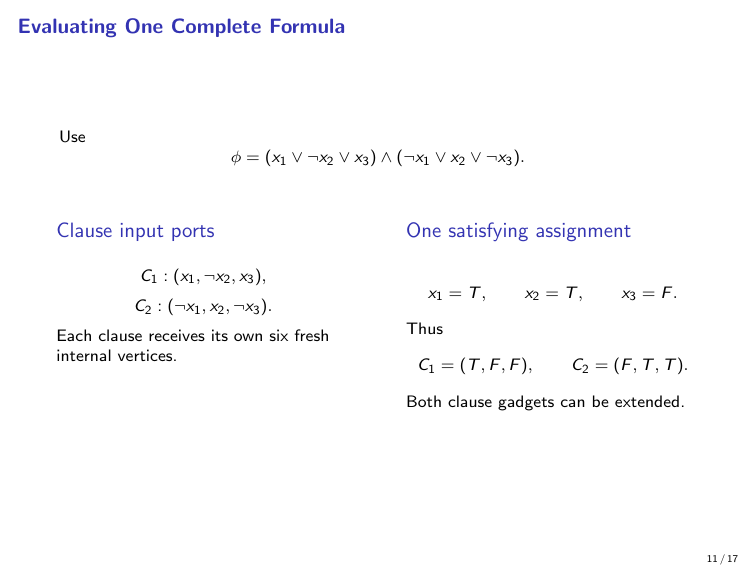 Evaluating One Complete Formula
Use
ϕ = (x₁ ∨ ¬x₂ ∨ x₃) ∧ (¬x₁ ∨ x₂ ∨ ¬x₃).
Clause input ports
C₁ : (x₁, ¬x₂, x₃),
C₂ : (¬x₁, x₂, ¬x₃).
Each clause receives its own six fresh
internal vertices.
One satisfying assignment
x₁ = T, x₂ = T, x₃ = F.
Thus
C₁ = (T, F, F), C₂ = (F, T, T).
Both clause gadgets can be extended.
11 / 17